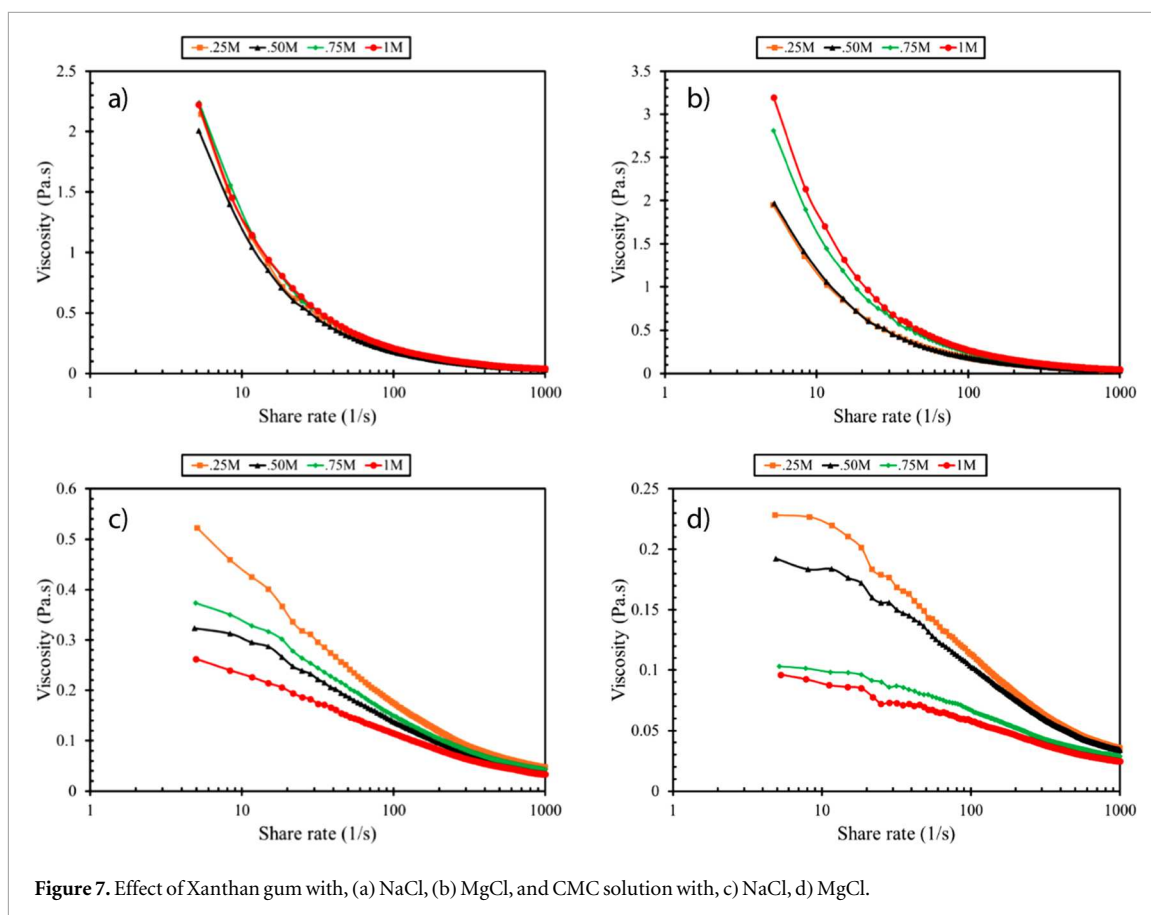 .25M .50M .75M 1M
a)
Viscosity (Pa.s)
2.5
2
1.5
1
0.5
0
1 10 100 1000
Share rate (1/s)
.25M .50M .75M 1M
b)
Viscosity (Pa.s)
3.5
3
2.5
2
1.5
1
0.5
0
1 10 100 1000
Share rate (1/s)
.25M .50M .75M 1M
c)
Viscosity (Pa.s)
0.6
0.5
0.4
0.3
0.2
0.1
0
1 10 100 1000
Share rate (1/s)
.25M .50M .75M 1M
d)
Viscosity (Pa.s)
0.25
0.2
0.15
0.1
0.05
0
1 10 100 1000
Share rate (1/s)
Figure 7. Effect of Xanthan gum with, (a) NaCl, (b) MgCl, and CMC solution with, c) NaCl, d) MgCl.